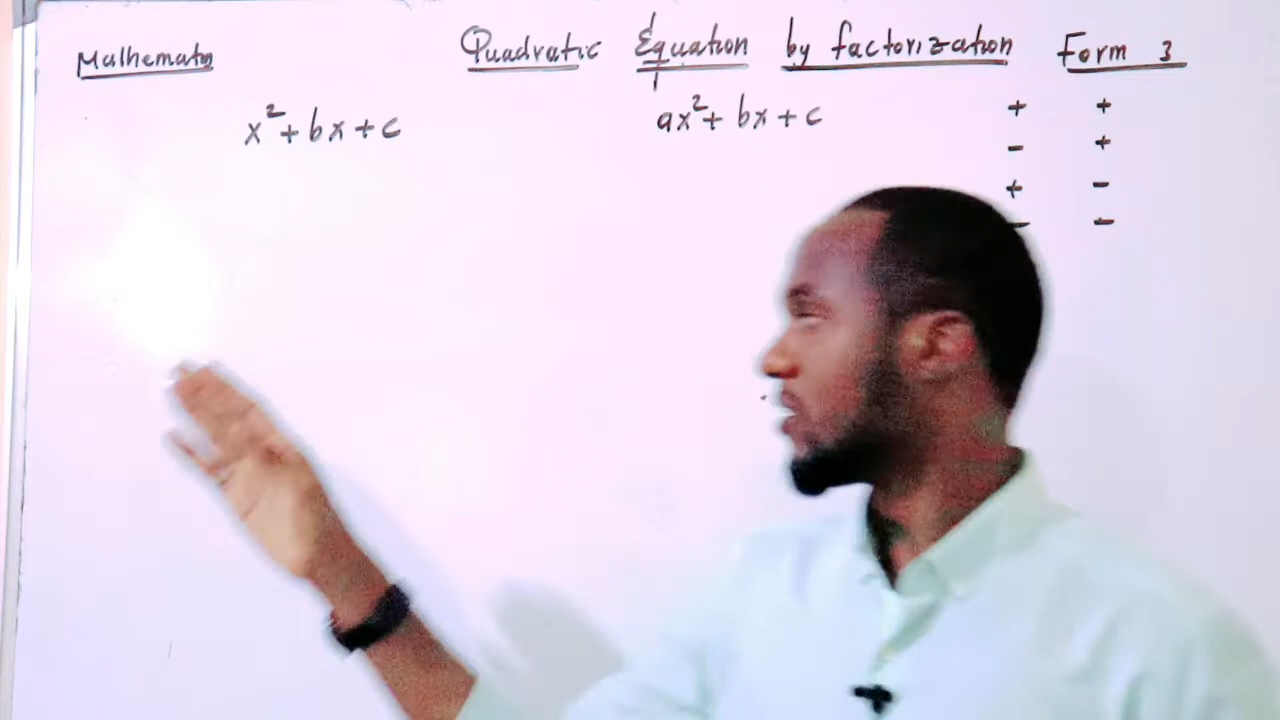 Mathematics Quadratic Equation by factorization Form 3
x²+bx+c ax²+bx+c + +
- +
+ -
- -